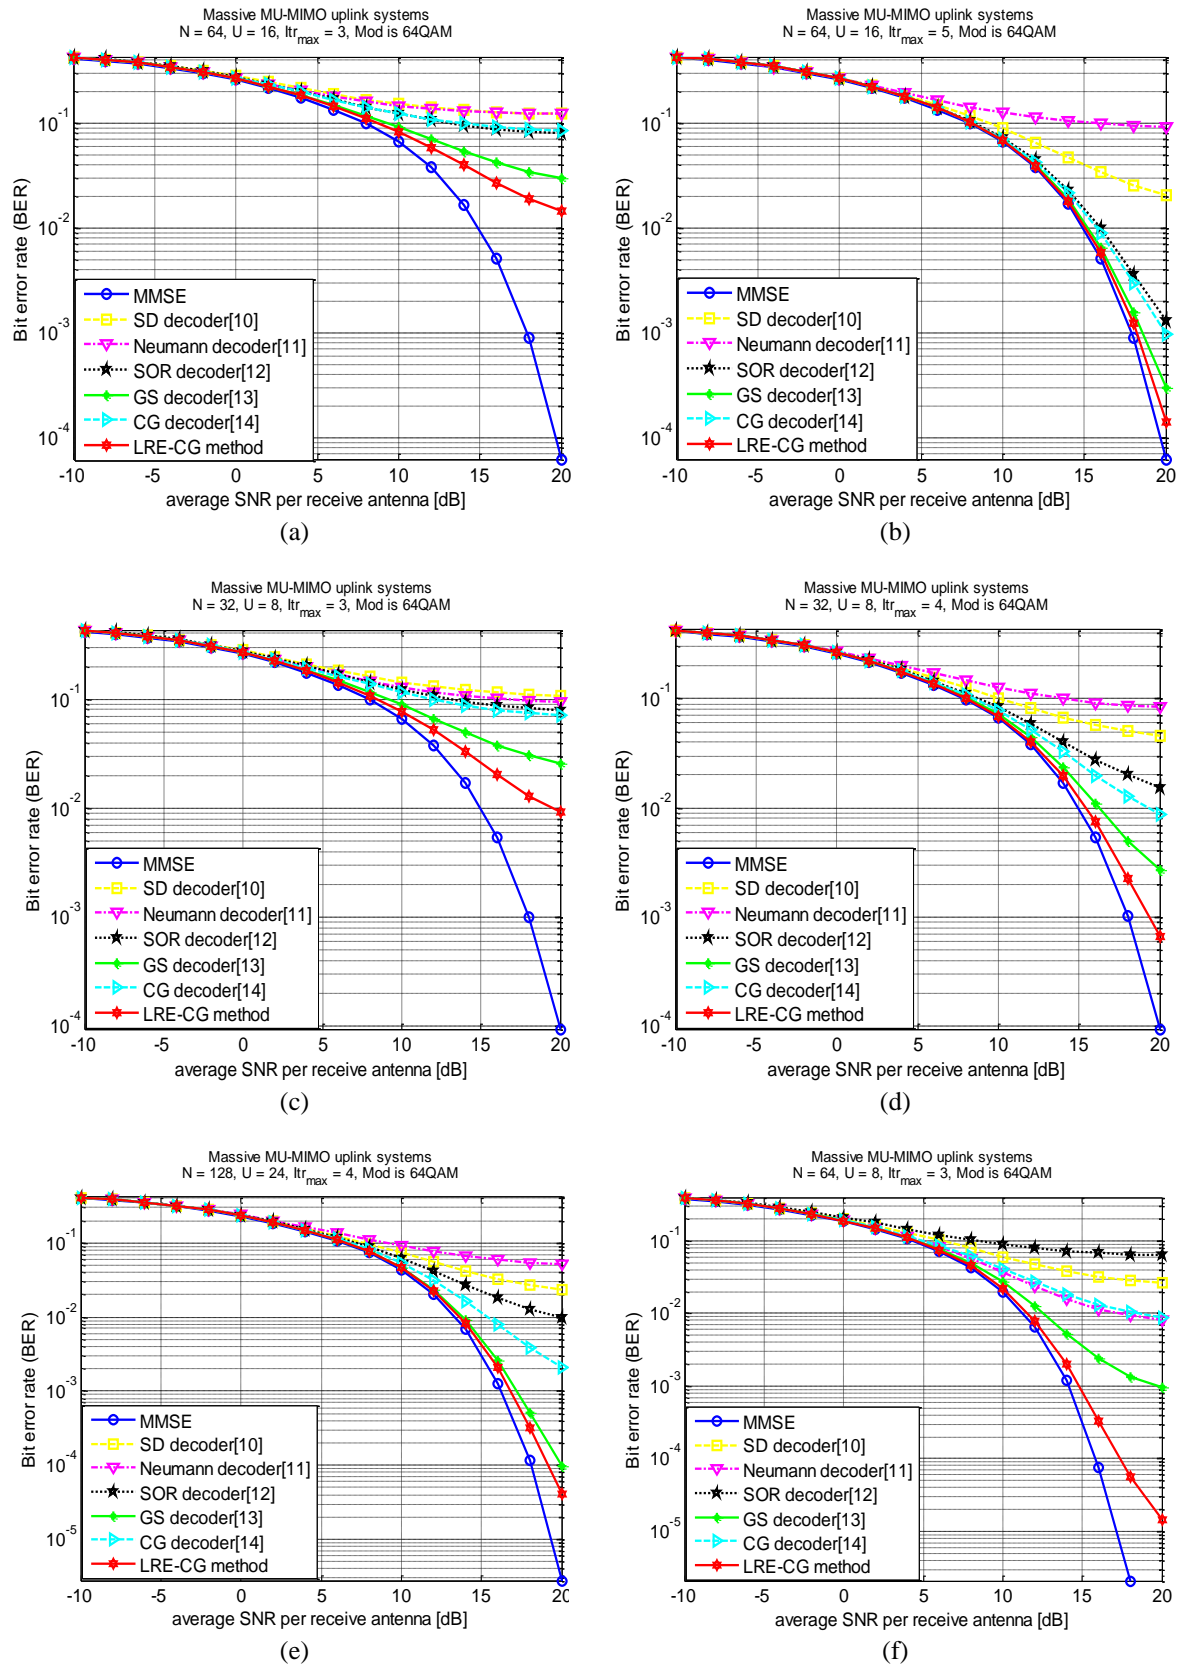 Massive MU-MIMO uplink systems
N = 64, U = 16, Itr_max = 3, Mod is 64QAM
Bit error rate (BER)
10^-1
10^-2
10^-3
10^-4
MMSE
SD decoder[10]
Neumann decoder[11]
SOR decoder[12]
GS decoder[13]
CG decoder[14]
LRE-CG method
-10 -5 0 5 10 15 20
average SNR per receive antenna [dB]
(a)
Massive MU-MIMO uplink systems
N = 64, U = 16, Itr_max = 5, Mod is 64QAM
Bit error rate (BER)
10^-1
10^-2
10^-3
10^-4
MMSE
SD decoder[10]
Neumann decoder[11]
SOR decoder[12]
GS decoder[13]
CG decoder[14]
LRE-CG method
-10 -5 0 5 10 15 20
average SNR per receive antenna [dB]
(b)
Massive MU-MIMO uplink systems
N = 32, U = 8, Itr_max = 3, Mod is 64QAM
Bit error rate (BER)
10^-1
10^-2
10^-3
10^-4
MMSE
SD decoder[10]
Neumann decoder[11]
SOR decoder[12]
GS decoder[13]
CG decoder[14]
LRE-CG method
-10 -5 0 5 10 15 20
average SNR per receive antenna [dB]
(c)
Massive MU-MIMO uplink systems
N = 32, U = 8, Itr_max = 4, Mod is 64QAM
Bit error rate (BER)
10^-1
10^-2
10^-3
10^-4
MMSE
SD decoder[10]
Neumann decoder[11]
SOR decoder[12]
GS decoder[13]
CG decoder[14]
LRE-CG method
-10 -5 0 5 10 15 20
average SNR per receive antenna [dB]
(d)
Massive MU-MIMO uplink systems
N = 128, U = 24, Itr_max = 4, Mod is 64QAM
Bit error rate (BER)
10^-1
10^-2
10^-3
10^-4
10^-5
MMSE
SD decoder[10]
Neumann decoder[11]
SOR decoder[12]
GS decoder[13]
CG decoder[14]
LRE-CG method
-10 -5 0 5 10 15 20
average SNR per receive antenna [dB]
(e)
Massive MU-MIMO uplink systems
N = 64, U = 8, Itr_max = 3, Mod is 64QAM
Bit error rate (BER)
10^-1
10^-2
10^-3
10^-4
10^-5
MMSE
SD decoder[10]
Neumann decoder[11]
SOR decoder[12]
GS decoder[13]
CG decoder[14]
LRE-CG method
-10 -5 0 5 10 15 20
average SNR per receive antenna [dB]
(f)